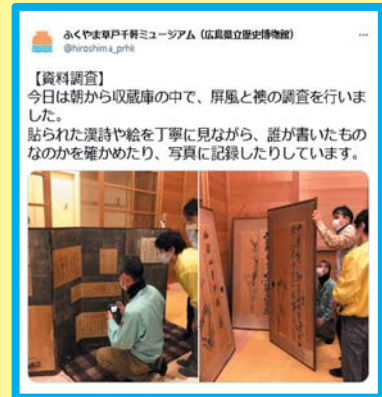 ふくやま草戸千軒ミュージアム（広島県立歴史博物館）
@hiroshima_prhk
【資料調査】
今日は朝から収蔵庫の中で、屏風と襖の調査を行いま
した。
貼られた漢詩や絵を丁寧に見ながら、誰が書いたもの
なのかを確かめたり、写真に記録したりしています。